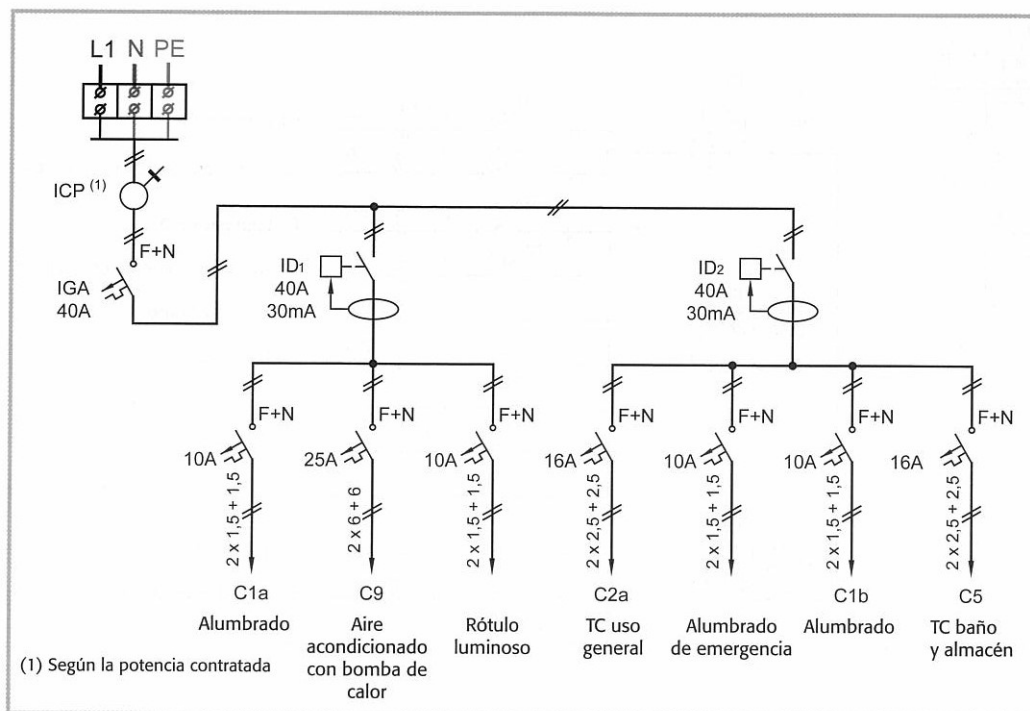 L1 N PE
ICP (1)
F+N
IGA
40A
ID1
40A
30mA
ID2
40A
30mA
F+N
F+N
F+N
F+N
F+N
F+N
F+N
10A
25A
10A
16A
10A
10A
16A
2 x 1,5 + 1,5
2 x 6 + 6
2 x 1,5 + 1,5
2 x 2,5 + 2,5
2 x 1,5 + 1,5
2 x 1,5 + 1,5
2 x 2,5 + 2,5
C1a
Alumbrado
C9
Aire
acondicionado
con bomba de
calor
Rótulo
luminoso
C2a
TC uso
general
Alumbrado
de emergencia
C1b
Alumbrado
C5
TC baño
y almacén
(1) Según la potencia contratada